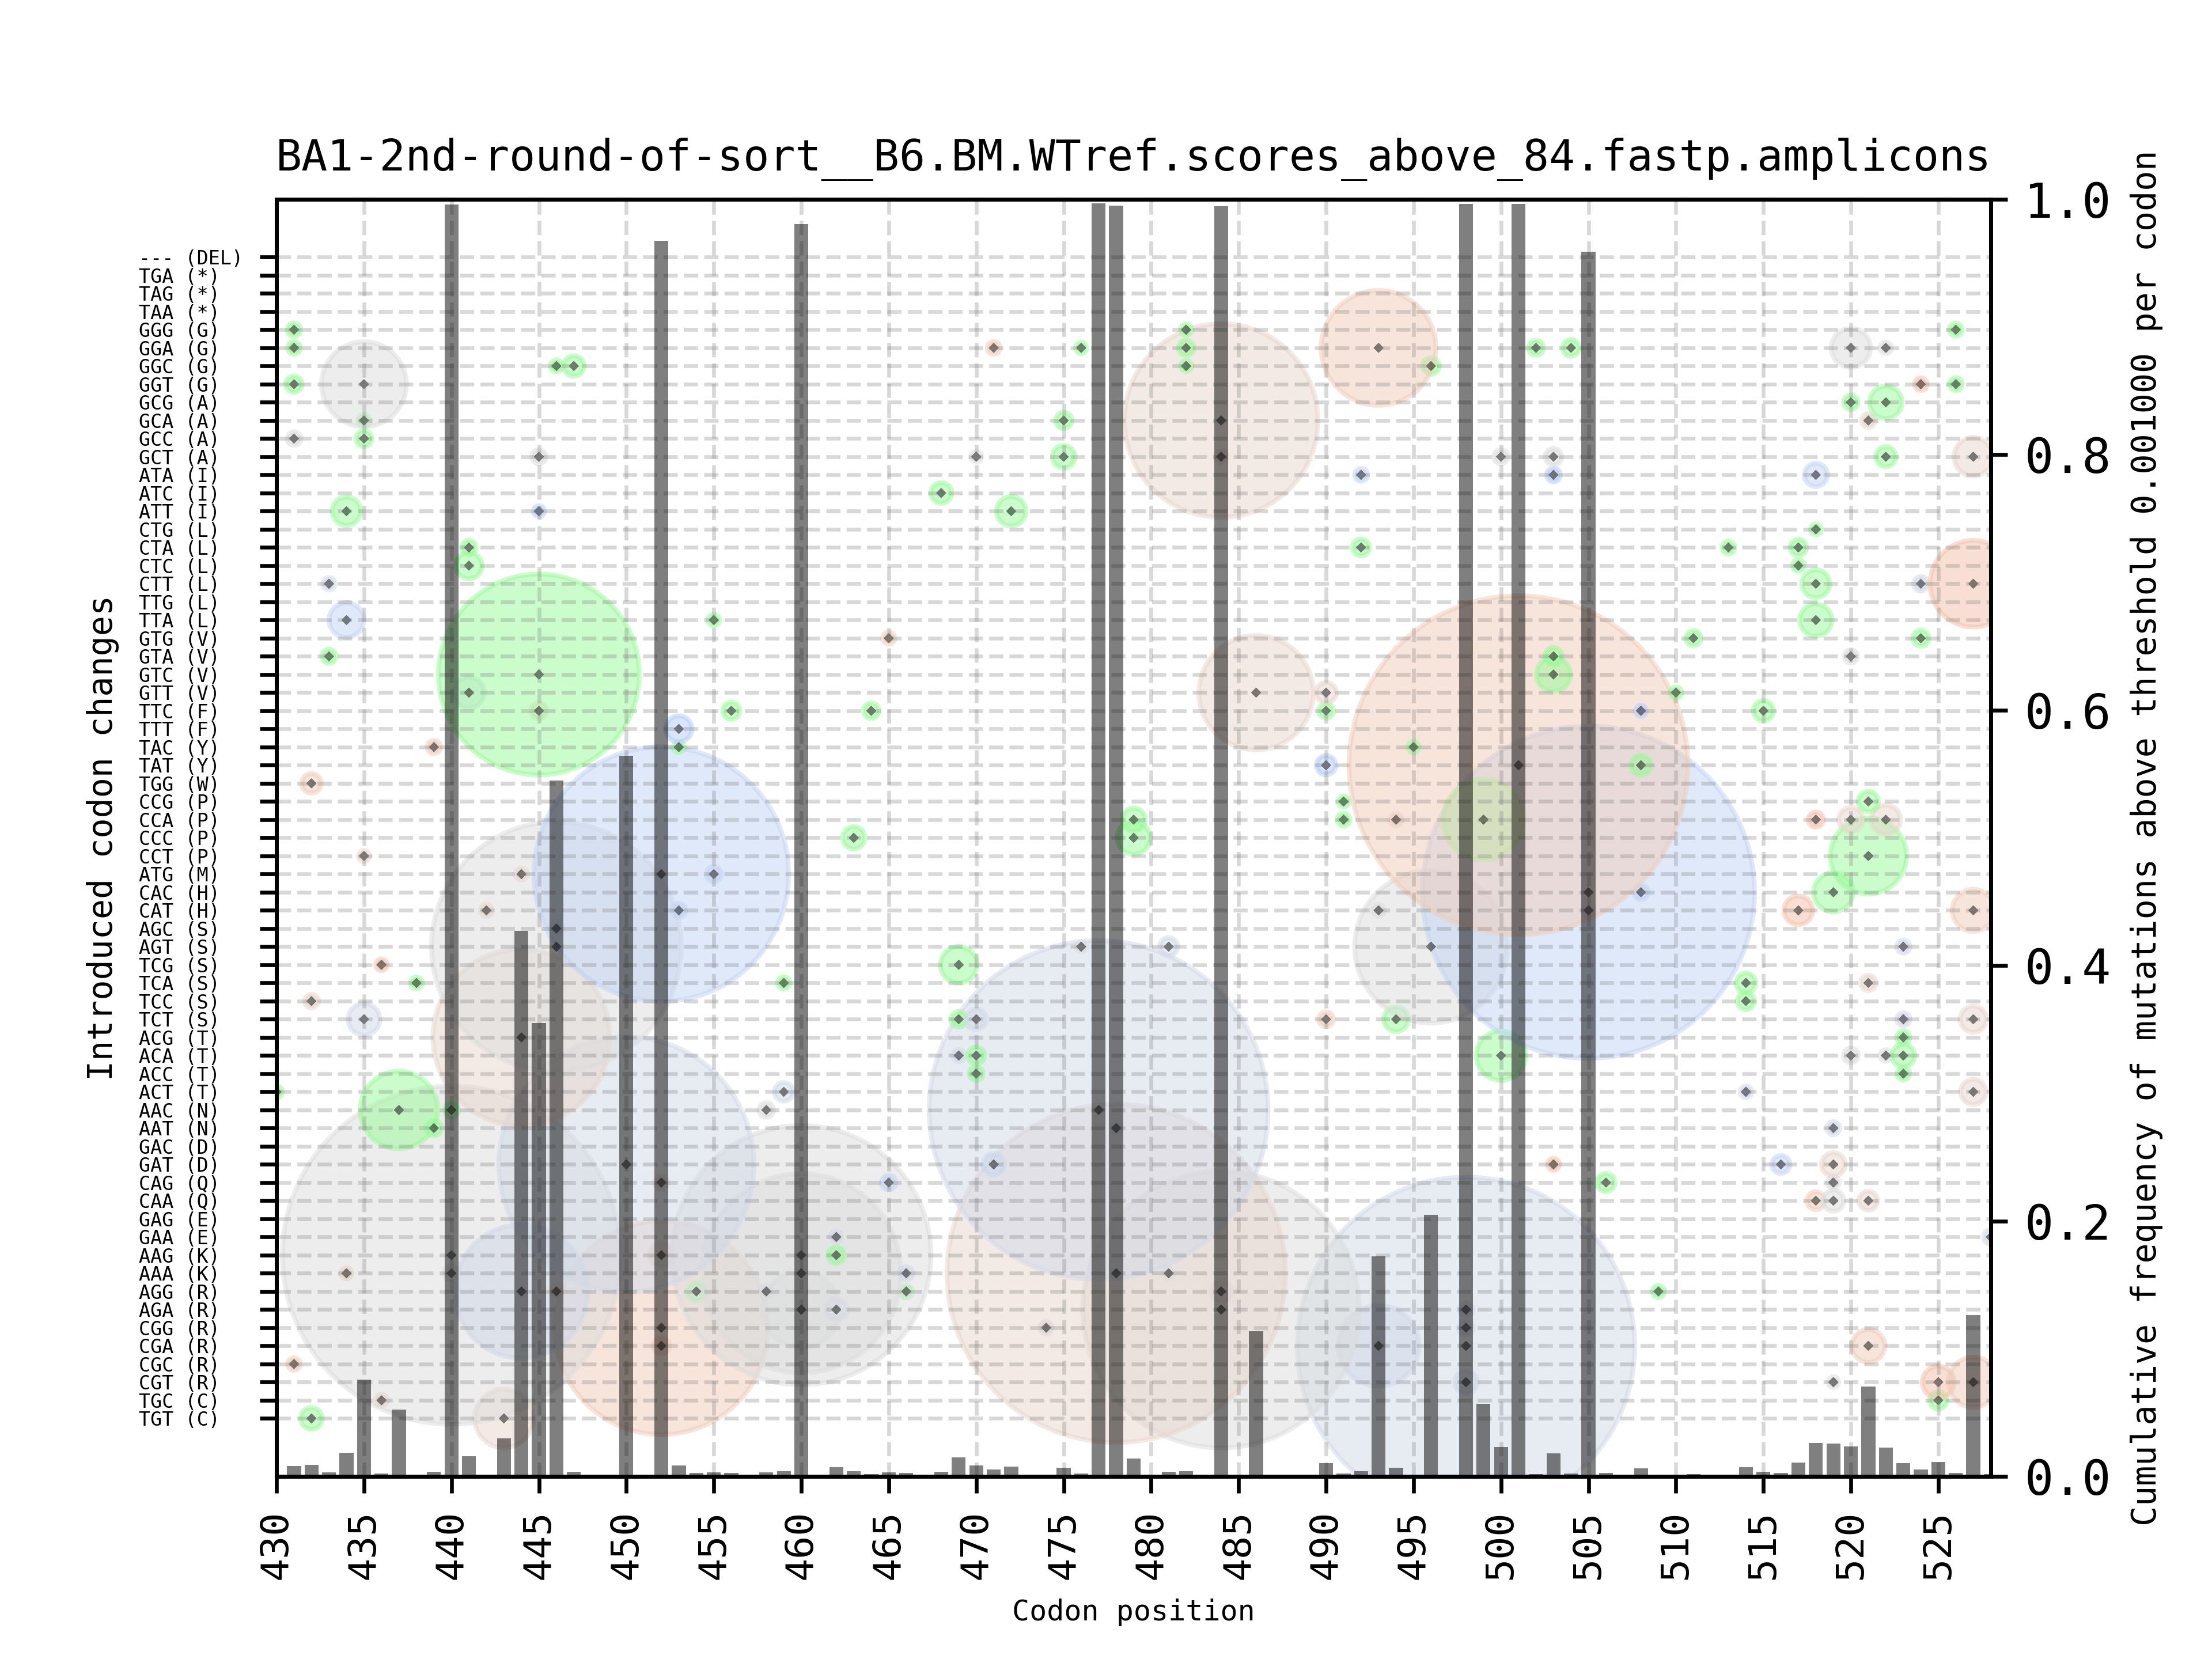 BA1-2nd-round-of-sort__B6.BM.WTref.scores_above_84.fastp.amplicons
Introduced codon changes
--- (DEL)
TGA (*)
TAG (*)
TAA (*)
GGG (G)
GGA (G)
GGC (G)
GGT (G)
GCG (A)
GCA (A)
GCC (A)
GCT (A)
ATA (I)
ATC (I)
ATT (I)
CTG (L)
CTA (L)
CTC (L)
CTT (L)
TTG (L)
TTA (L)
GTG (V)
GTA (V)
GTC (V)
GTT (V)
TTC (F)
TTT (F)
TAC (Y)
TAT (Y)
TGG (W)
CCG (P)
CCA (P)
CCC (P)
CCT (P)
ATG (M)
CAC (H)
CAT (H)
AGC (S)
AGT (S)
TCG (S)
TCA (S)
TCC (S)
TCT (S)
ACG (T)
ACA (T)
ACC (T)
ACT (T)
AAC (N)
AAT (N)
GAC (D)
GAT (D)
CAG (Q)
CAA (Q)
GAG (E)
GAA (E)
AAG (K)
AAA (K)
AGG (R)
AGA (R)
CGG (R)
CGA (R)
CGC (R)
CGT (R)
TGC (C)
TGT (C)
1.0
0.8
0.6
0.4
0.2
0.0
Cumulative frequency of mutations above threshold 0.001000 per codon
430 435 440 445 450 455 460 465 470 475 480 485 490 495 500 505 510 515 520 525
Codon position